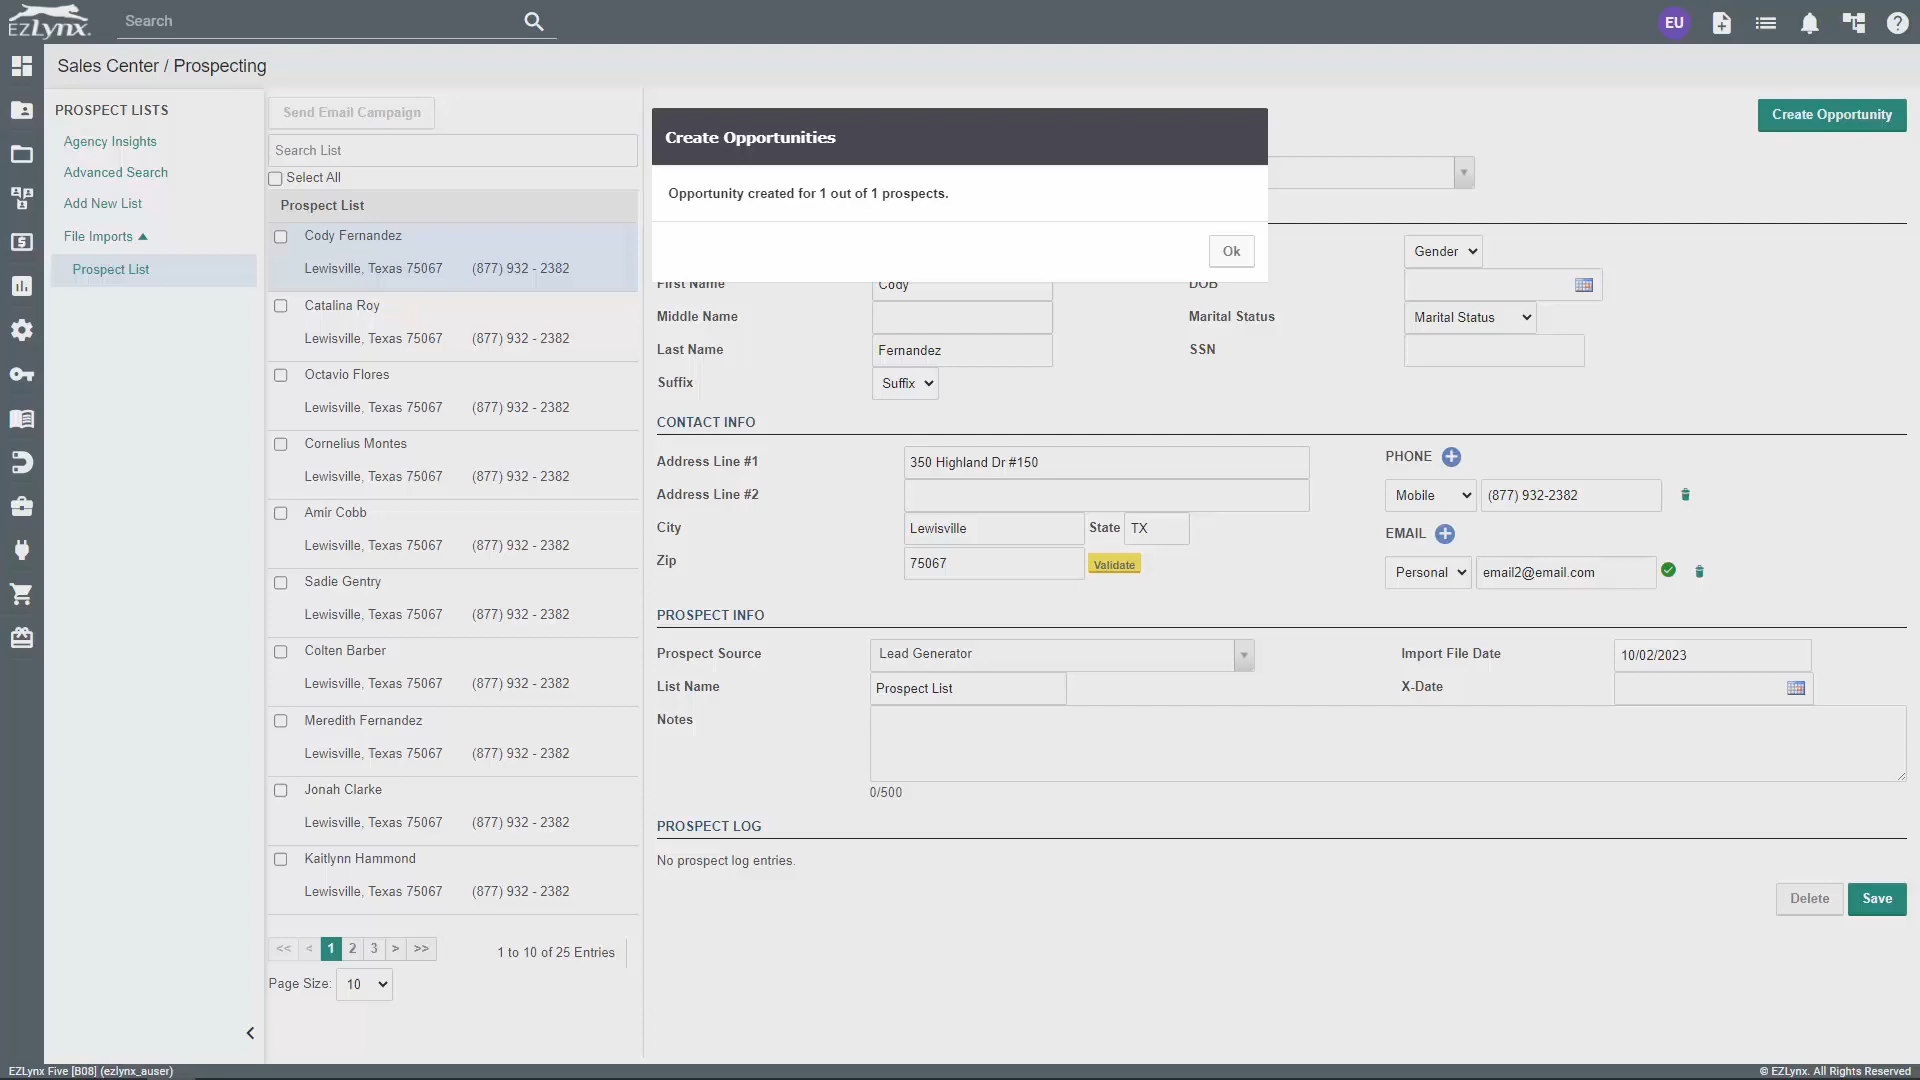 EZLynx
Search
EU
Sales Center / Prospecting
PROSPECT LISTS
Agency Insights
Advanced Search
Add New List
File Imports
Prospect List
Send Email Campaign
Search List
Select All
Prospect List
Cody Fernandez
Lewisville, Texas 75067 (877) 932 - 2382
Catalina Roy
Lewisville, Texas 75067 (877) 932 - 2382
Octavio Flores
Lewisville, Texas 75067 (877) 932 - 2382
Cornelius Montes
Lewisville, Texas 75067 (877) 932 - 2382
Amir Cobb
Lewisville, Texas 75067 (877) 932 - 2382
Sadie Gentry
Lewisville, Texas 75067 (877) 932 - 2382
Colten Barber
Lewisville, Texas 75067 (877) 932 - 2382
Meredith Fernandez
Lewisville, Texas 75067 (877) 932 - 2382
Jonah Clarke
Lewisville, Texas 75067 (877) 932 - 2382
Kaitlynn Hammond
Lewisville, Texas 75067 (877) 932 - 2382
<< < 1 2 3 > >> 1 to 10 of 25 Entries
Page Size: 10
Create Opportunity
Create Opportunities
Opportunity created for 1 out of 1 prospects.
Ok
Gender
First Name Cody DOB
Middle Name Marital Status Marital Status
Last Name Fernandez SSN
Suffix Suffix
CONTACT INFO
Address Line #1 350 Highland Dr #150
Address Line #2
City Lewisville State TX
Zip 75067 Validate
PHONE
Mobile (877) 932-2382
EMAIL
Personal email2@email.com
PROSPECT INFO
Prospect Source Lead Generator Import File Date 10/02/2023
List Name Prospect List X-Date
Notes
0/500
PROSPECT LOG
No prospect log entries.
Delete Save
EZLynx Five [B08] (ezlynx_auser) © EZLynx. All Rights Reserved